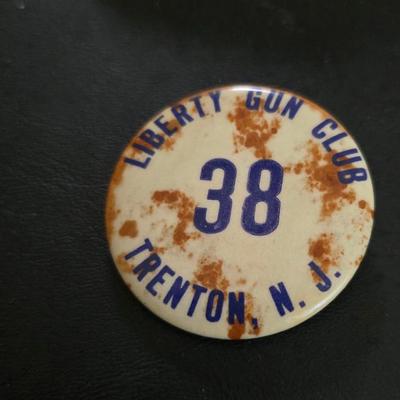 LIBERTY GUN CLUB
38
TRENTON, N. J.